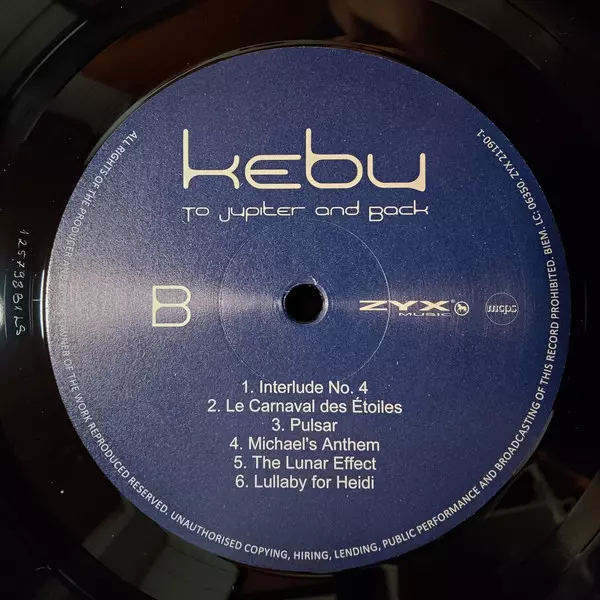 kebu
To Jupiter and Back
B
ZYX
MUSIC
mcps
1. Interlude No. 4
2. Le Carnaval des Étoiles
3. Pulsar
4. Michael's Anthem
5. The Lunar Effect
6. Lullaby for Heidi
ALL RIGHTS OF THE PRODUCER AND OWNER OF THE WORK REPRODUCED RESERVED. UNAUTHORISED COPYING, HIRING, LENDING, PUBLIC PERFORMANCE AND BROADCASTING OF THIS RECORD PROHIBITED. BIEM. LC: 06350. ZYX 21190-1